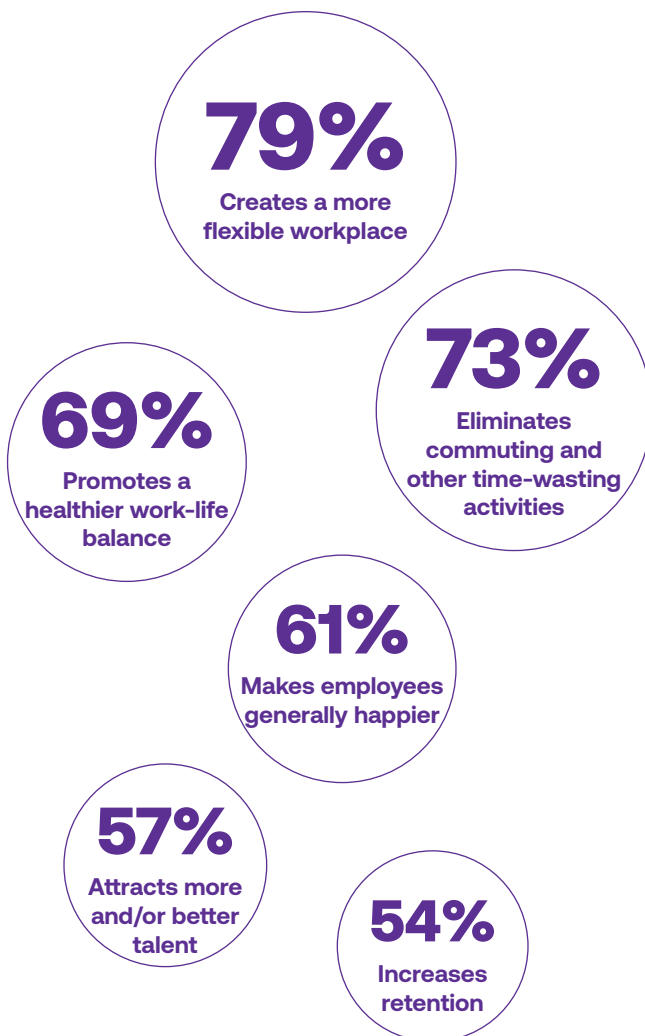 79%
Creates a more
flexible workplace
73%
Eliminates
commuting and
other time-wasting
activities
69%
Promotes a
healthier work-life
balance
61%
Makes employees
generally happier
57%
Attracts more
and/or better
talent
54%
Increases
retention